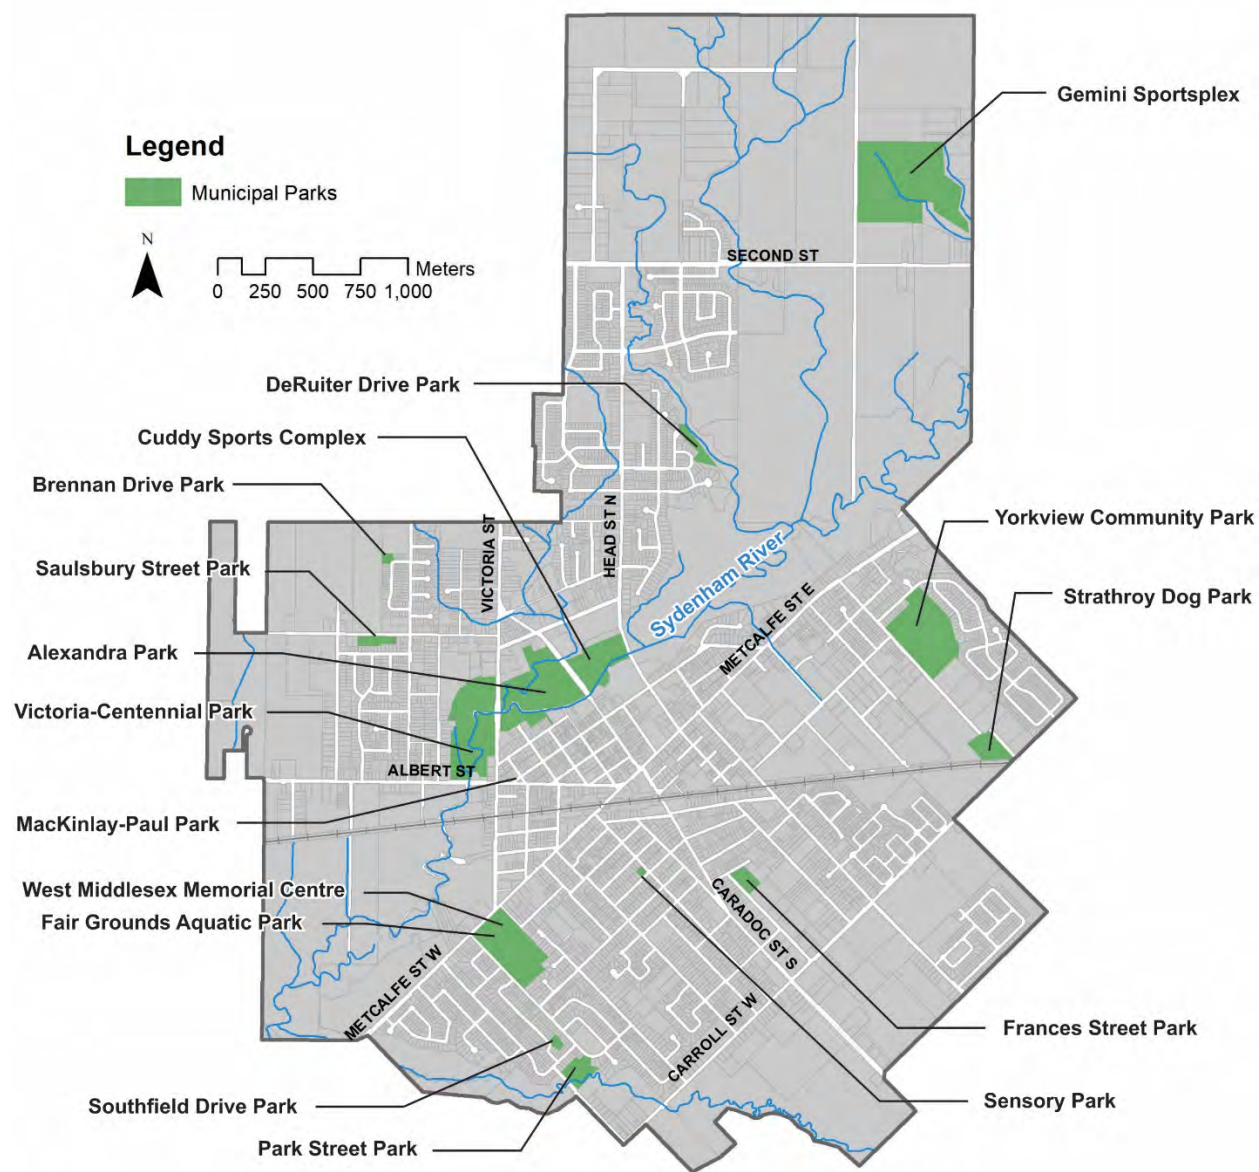 Gemini Sportsplex
Legend
Municipal Parks
N
Meters
0 250 500 750 1,000
SECOND ST
DeRuiter Drive Park
Cuddy Sports Complex
Brennan Drive Park
VICTORIA ST
HEAD ST N
Yorkview Community Park
Saulsbury Street Park
Sydenham River
METCALFE ST E
Strathroy Dog Park
Alexandra Park
Victoria-Centennial Park
ALBERT ST
MacKinlay-Paul Park
West Middlesex Memorial Centre
Fair Grounds Aquatic Park
CARADOC ST S
METCALFE ST W
CARROLL ST W
Frances Street Park
Southfield Drive Park
Sensory Park
Park Street Park